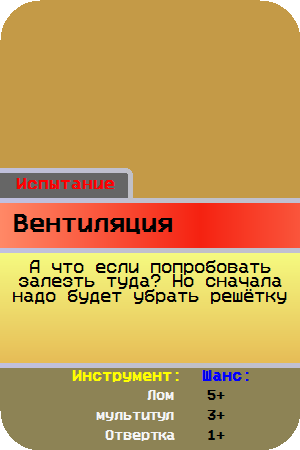 Испытание
Вентиляция
А что если попробовать
залезть туда? Но сначала
надо будет убрать решётку
Инструмент: Шанс:
Лом 5+
мультитул 3+
Отвертка 1+